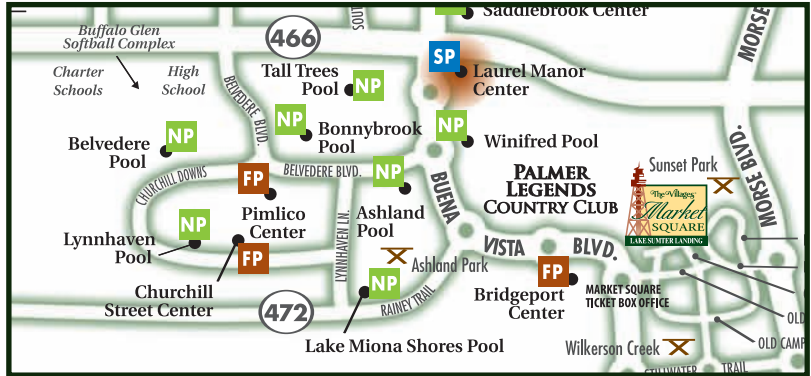 Saddlebrook Center
MORSE
Buffalo Glen
Softball Complex
466
SP
Laurel Manor
Center
Charter
Schools
High
School
Tall Trees
Pool
NP
BELVEDERE BLVD.
NP
Bonnybrook
Pool
NP
Winifred Pool
Belvedere
Pool
NP
MORSE BLVD.
Sunset Park
CHURCHILL DOWNS
FP
BELVEDERE BLVD.
NP
PALMER
LEGENDS
COUNTRY CLUB
The Villages
Market
SQUARE
LAKE SUMTER LANDING
Pimlico
Center
Ashland
Pool
BUENA
VISTA
BLVD.
NP
Lynnhaven
Pool
FP
LYNNHAVEN LN.
Ashland Park
Churchill
Street Center
NP
RAINEY TRAIL
FP
Bridgeport
Center
MARKET SQUARE
TICKET BOX OFFICE
472
OLD
OLD CAMP
Lake Miona Shores Pool
Wilkerson Creek
STILLWATER TRAIL